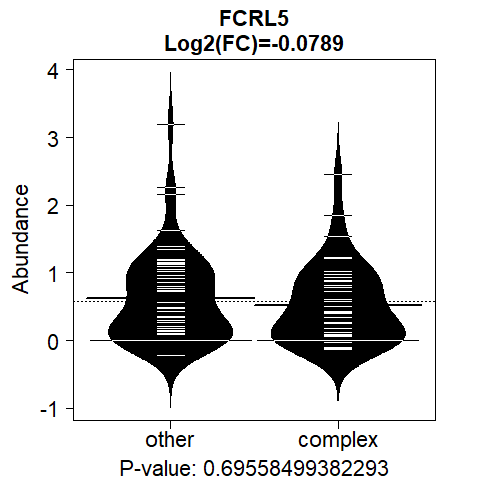 FCRL5
Log2(FC)=-0.0789
Abundance
4
3
2
1
0
-1
other complex
P-value: 0.69558499382293